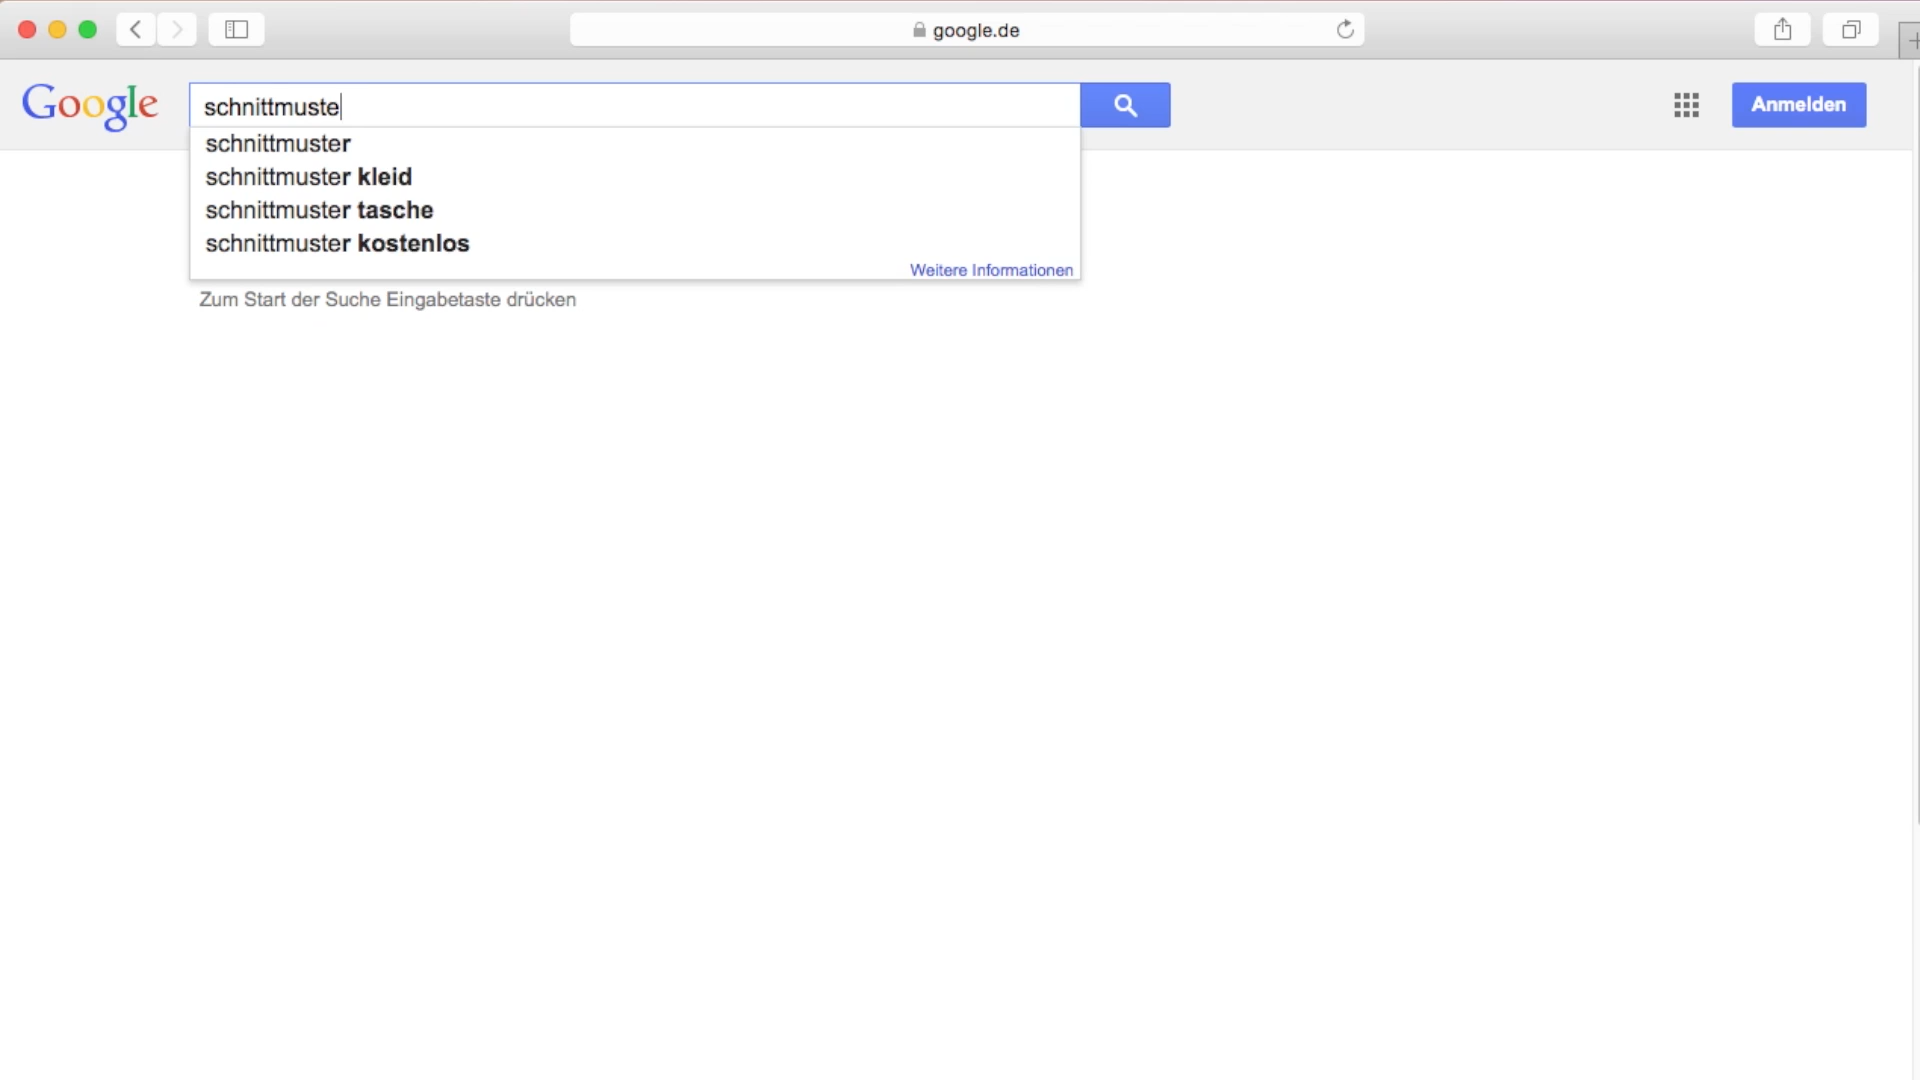 google.de
Google
schnittmuste
Anmelden
schnittmuster
schnittmuster kleid
schnittmuster tasche
schnittmuster kostenlos
Weitere Informationen
Zum Start der Suche Eingabetaste drücken